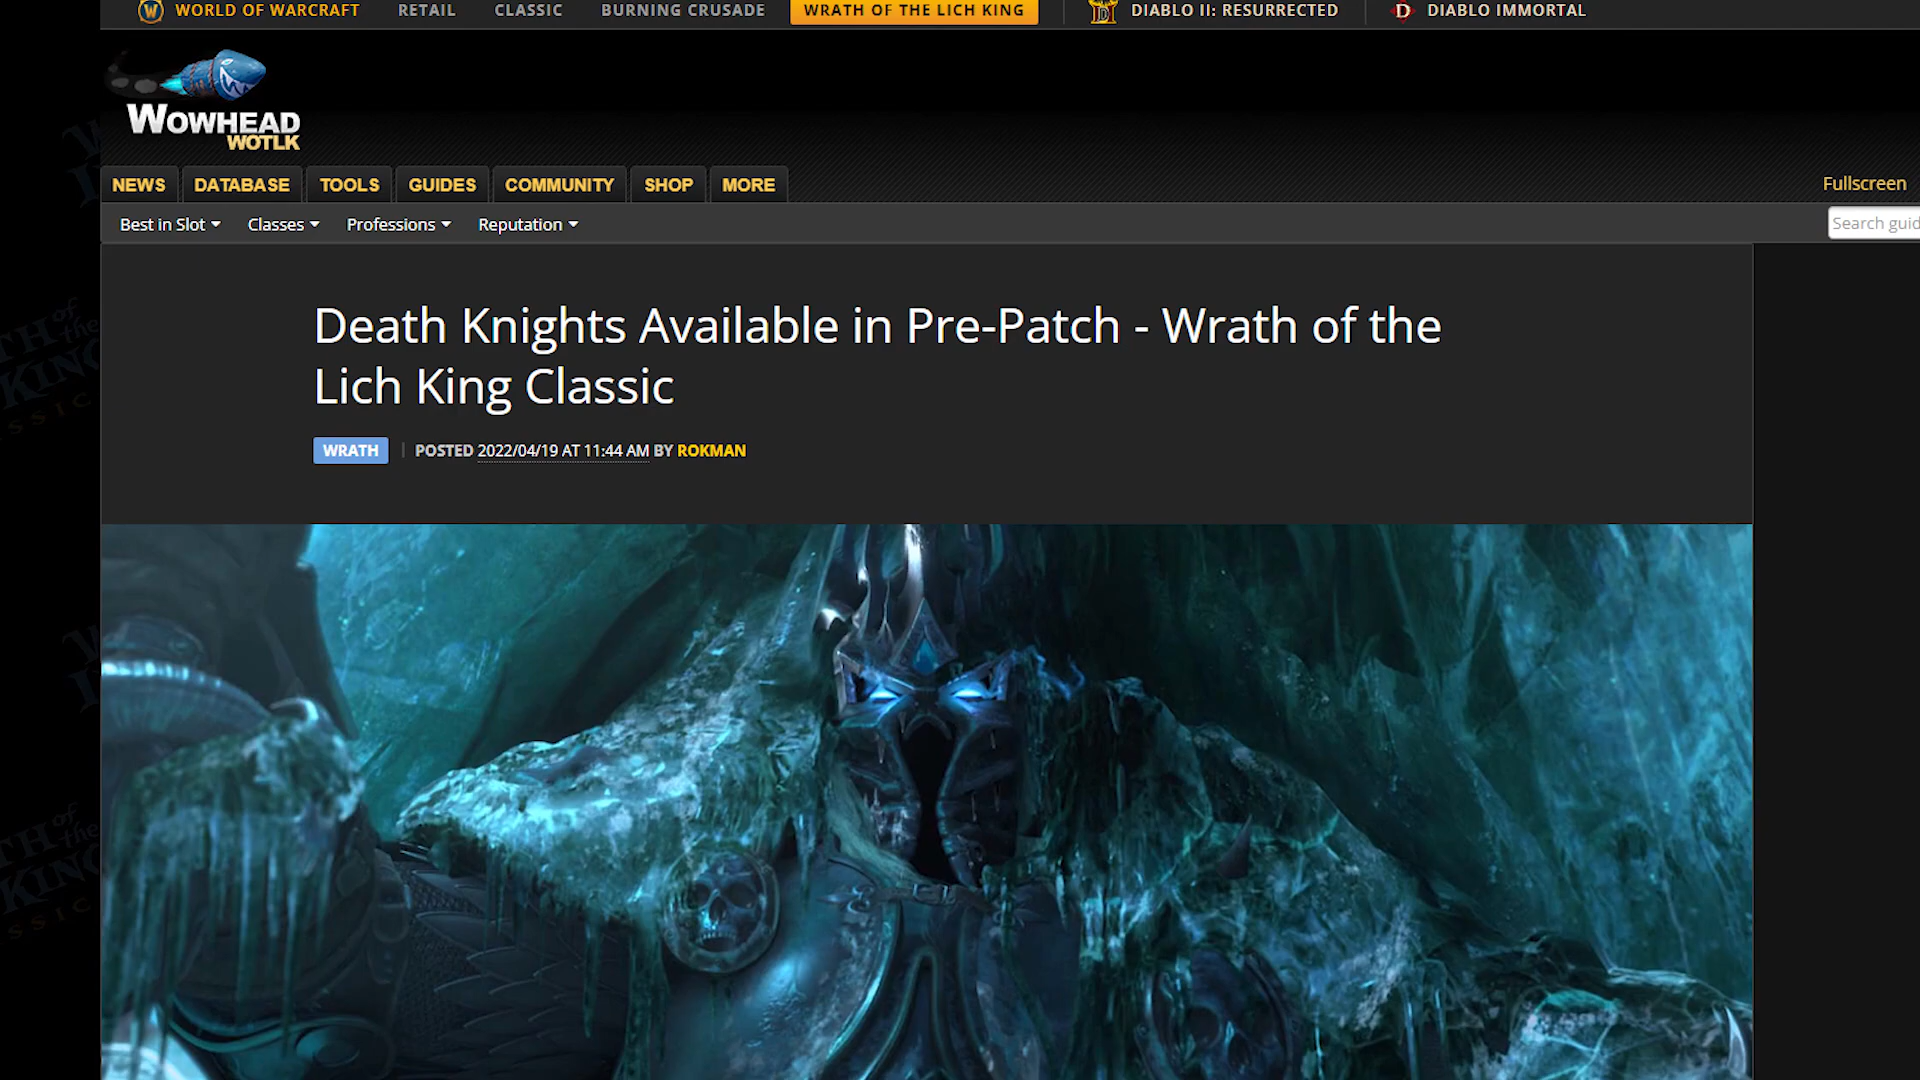 WORLD OF WARCRAFT RETAIL CLASSIC BURNING CRUSADE WRATH OF THE LICH KING DIABLO II: RESURRECTED DIABLO IMMORTAL
WOWHEAD
WOTLK
NEWS DATABASE TOOLS GUIDES COMMUNITY SHOP MORE
Fullscreen
Best in Slot Classes Professions Reputation
Search guid
Death Knights Available in Pre-Patch - Wrath of the
Lich King Classic
WRATH POSTED 2022/04/19 AT 11:44 AM BY ROKMAN